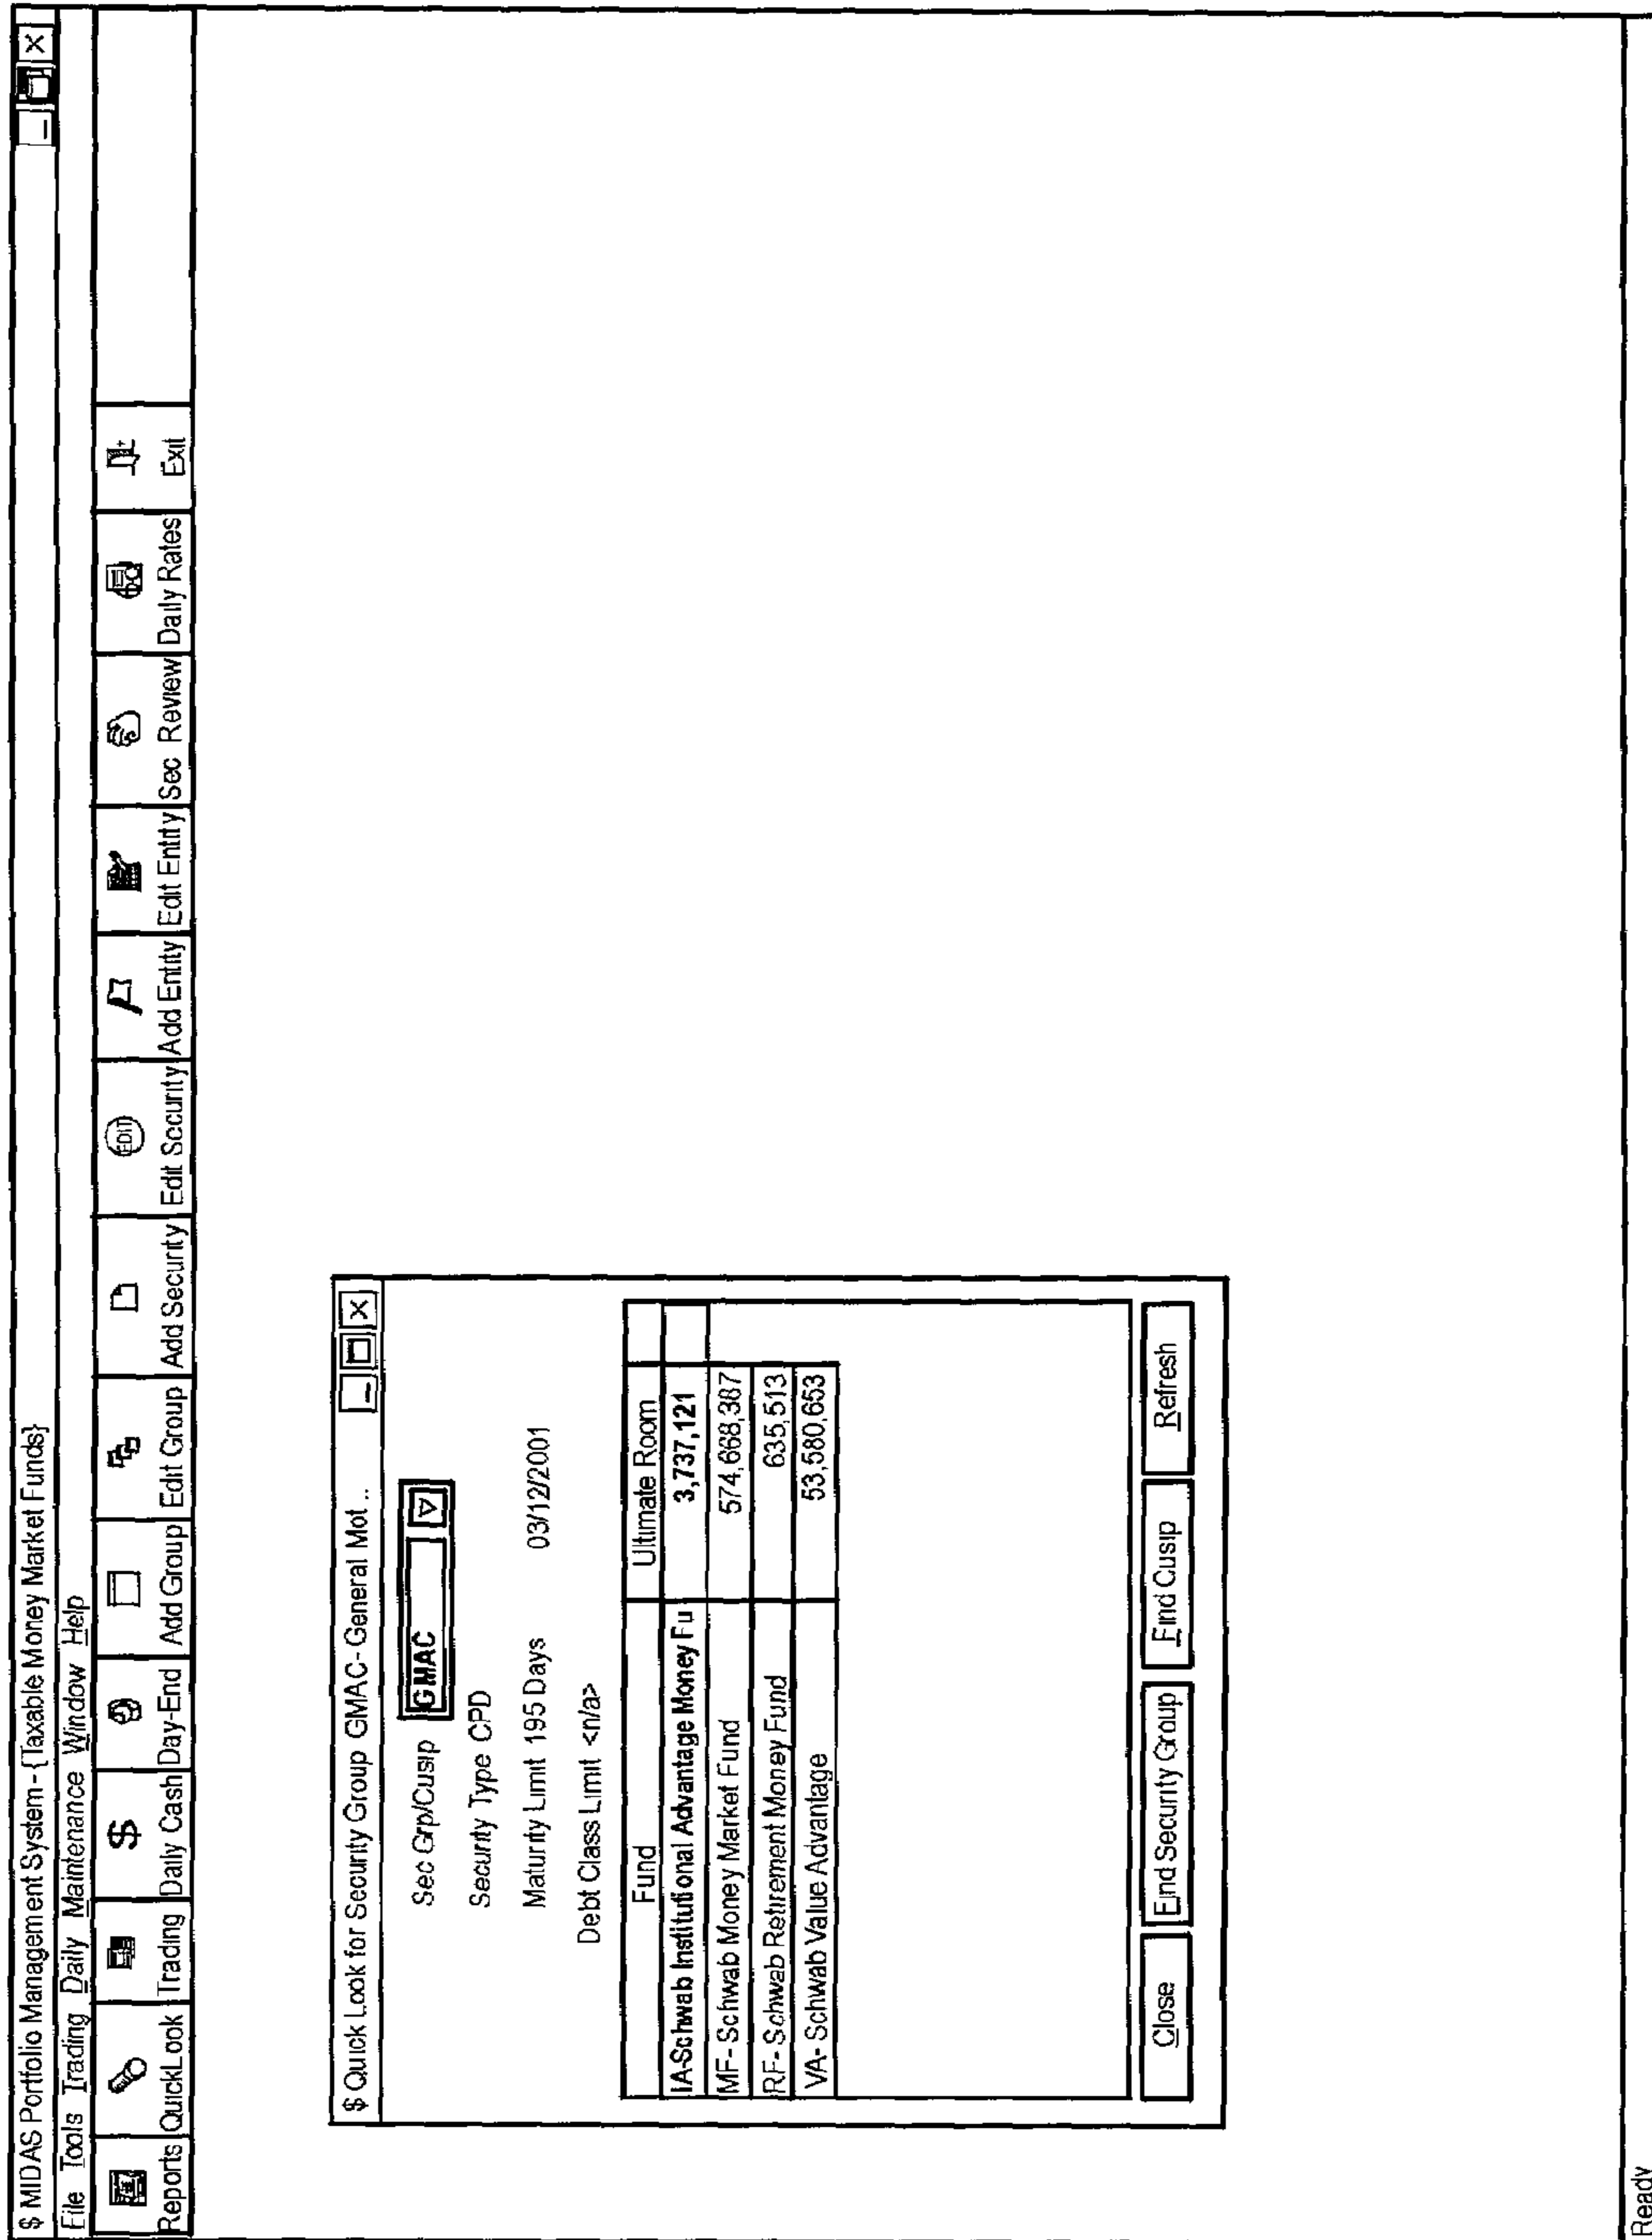 $ MIDAS Portfolio Management System - {Taxable Money Market Funds}
File Tools Trading Daily Maintenance Window Help
Reports QuickLook Trading Daily Cash Day-End Add Group Edit Group Add Security Edit Security Add Entity Edit Entity Sec Review Daily Rates Exit
$
EDIT
$ Quick Look for Security Group GMAC- General Mot ..
Sec Grp/Cusip GMAC
Security Type CPD
Maturity Limit 195 Days 03/12/2001
Debt Class Limit <n/a>
Fund Ultimate Room
IA-Schwab Institutional Advantage Money Fu 3,737,121
MF- Schwab Money Market Fund 574,668,387
RF- Schwab Retirement Money Fund 635,513
VA- Schwab Value Advantage 53,580,653
Close Find Security Group Find Cusip Refresh
Ready